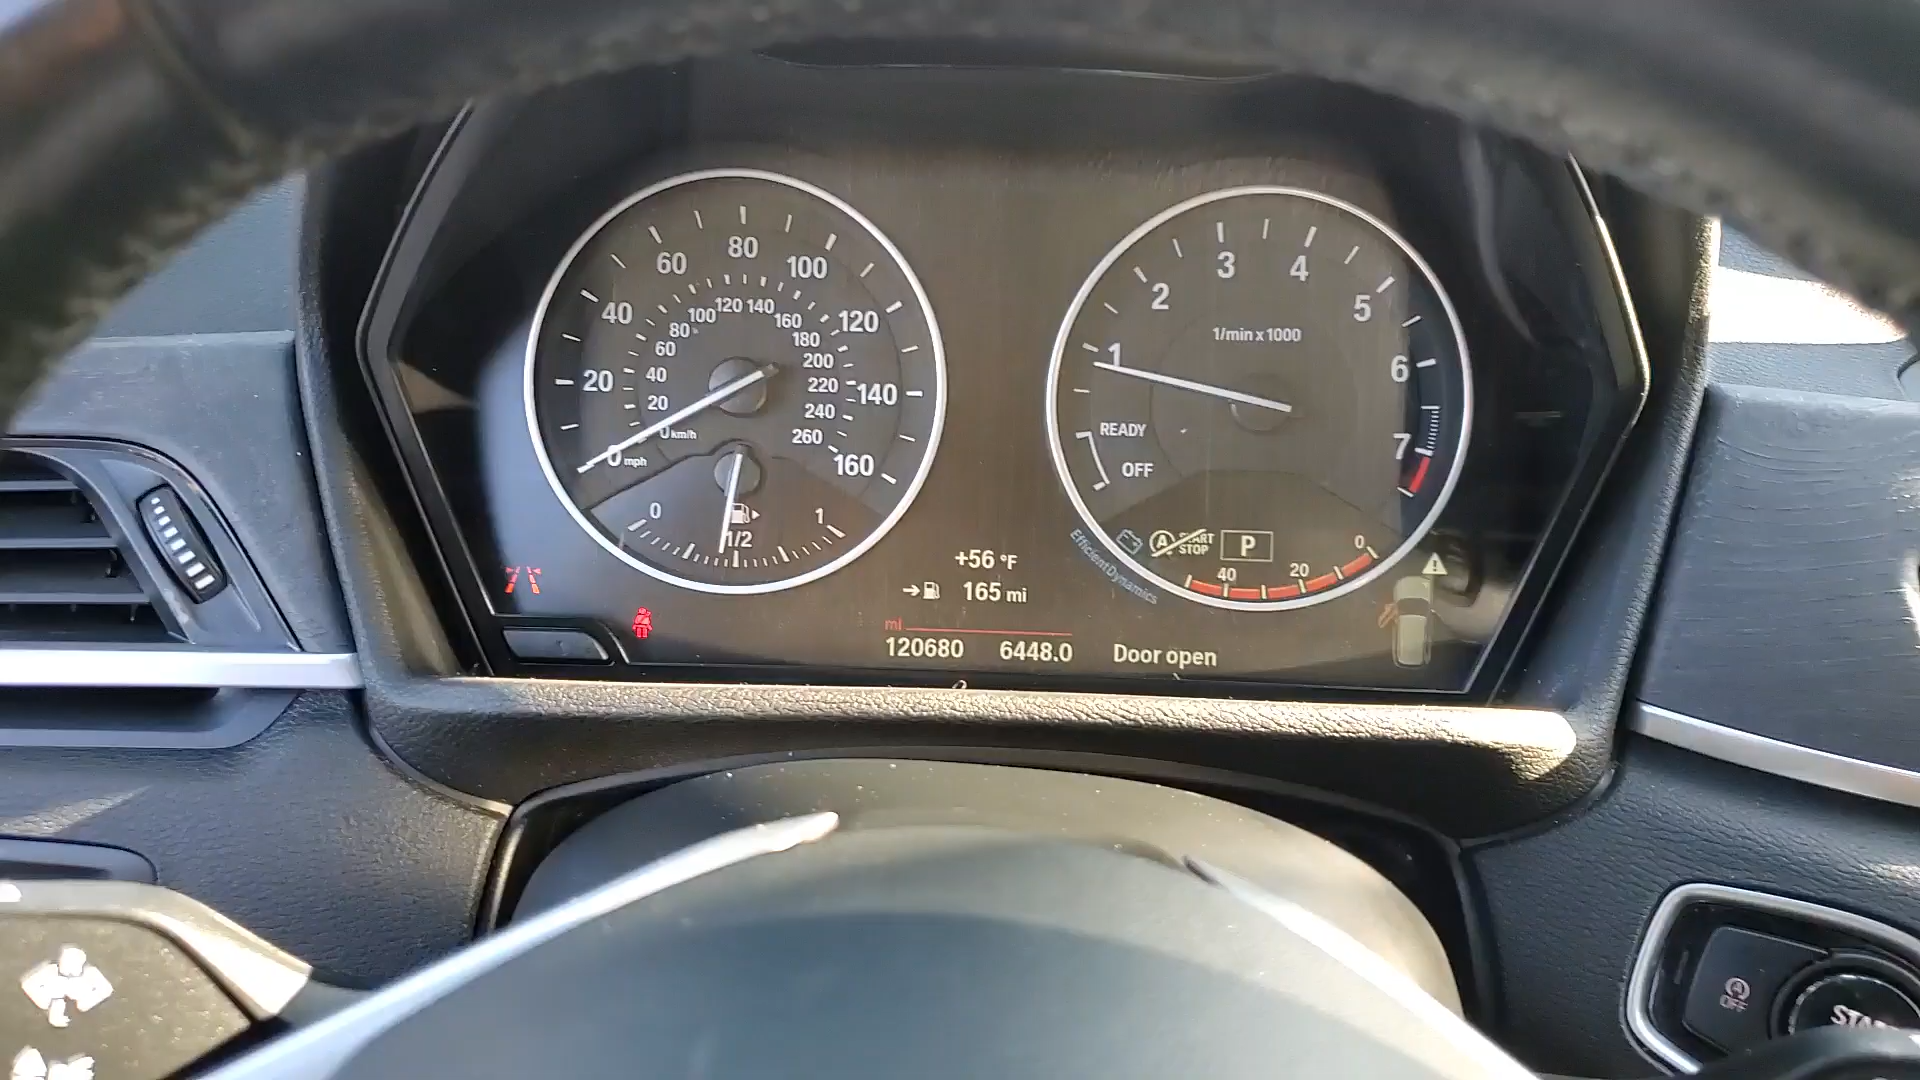 80
60
100
40
120
20
140
0 mph
160
120 140
100
160
80
180
60
200
40
220
20
240
0 km/h
260
0
1/2
1
3
4
2
5
1/min x 1000
1
6
READY
7
OFF
A START
STOP
P
0
20
40
EfficientDynamics
+56 °F
165 mi
mi
120680 6448.0 Door open
A
OFF